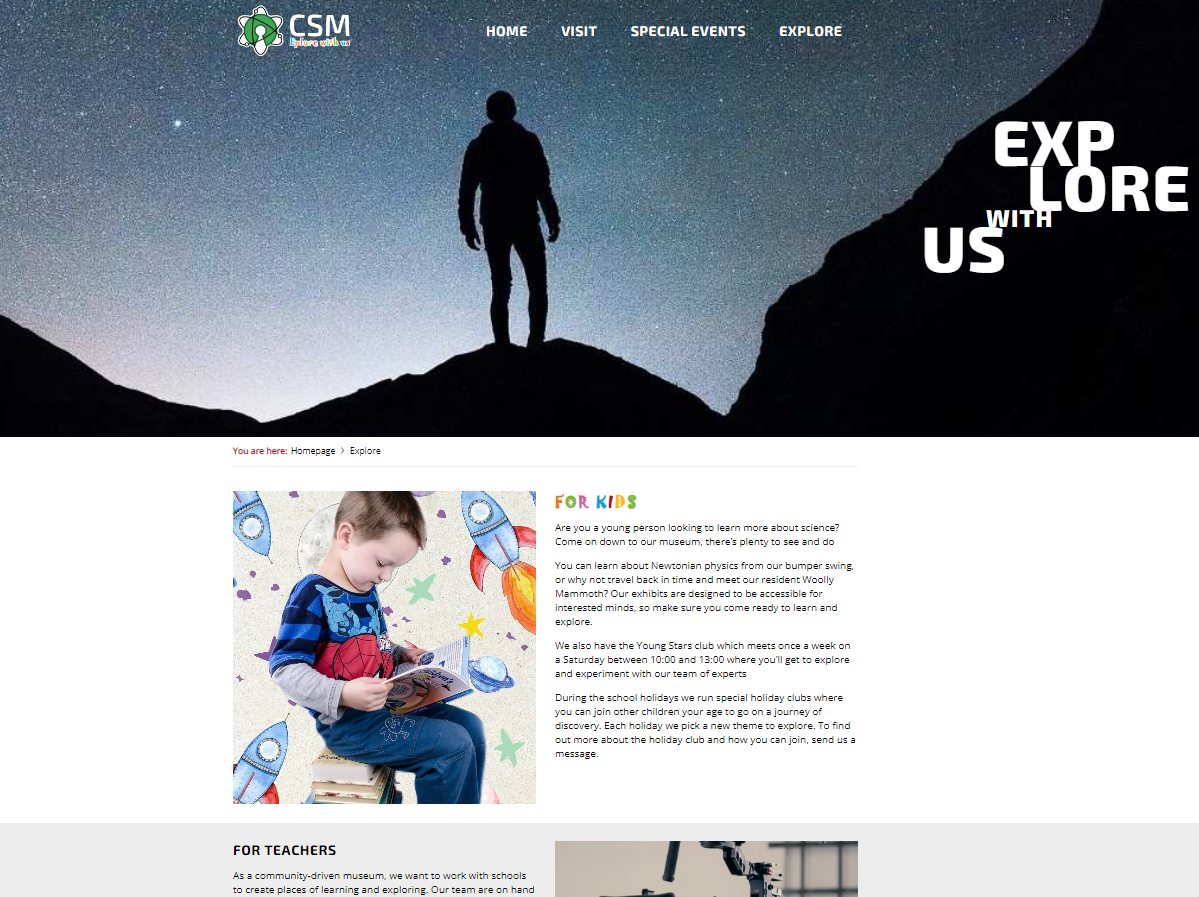 CSM
Explore with us
HOME VISIT SPECIAL EVENTS EXPLORE
EXP
LORE
WITH
US
You are here: Homepage > Explore
FOR KIDS
Are you a young person looking to learn more about science?
Come on down to our museum, there's plenty to see and do
You can learn about Newtonian physics from our bumper swing,
or why not travel back in time and meet our resident Woolly
Mammoth? Our exhibits are designed to be accessible for
interested minds, so make sure you come ready to learn and
explore.
We also have the Young Stars club which meets once a week on
a Saturday between 10:00 and 13:00 where you'll get to explore
and experiment with our team of experts
During the school holidays we run special holiday clubs where
you can join other children your age to go on a journey of
discovery. Each holiday we pick a new theme to explore. To find
out more about the holiday club and how you can join, send us a
message.
FOR TEACHERS
As a community-driven museum, we want to work with schools
to create places of learning and exploring. Our team are on hand